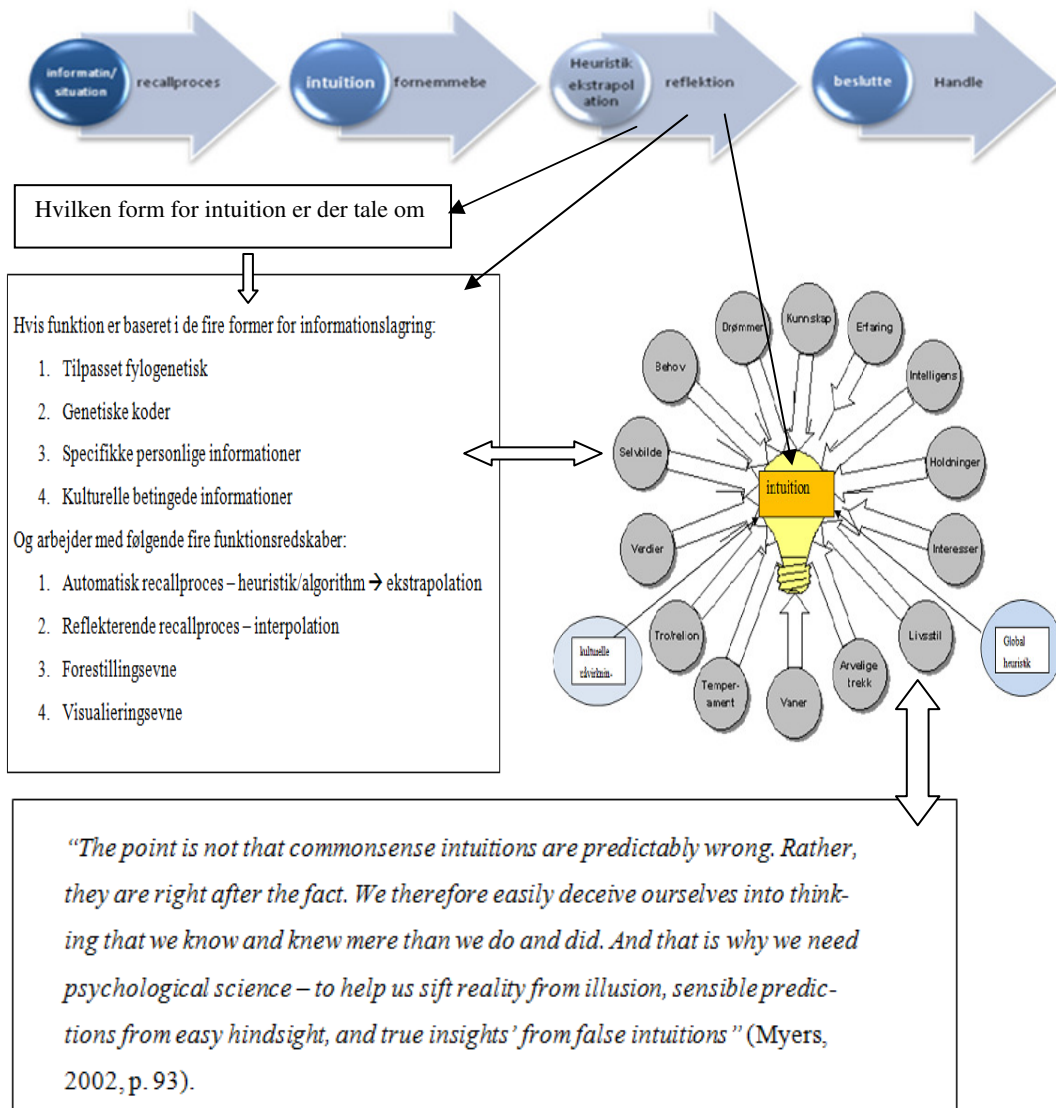 informatin/
situation
recallproces
intuition
fornemmelse
Heuristik
ekstrapol
ation
reflektion
beslutte
Handle
Hvilken form for intuition er der tale om
Hvis funktion er baseret i de fire former for informationslagring:
1. Tilpasset fylogenetisk
2. Genetiske koder
3. Specifikke personlige informationer
4. Kulturelle betingede informationer
Og arbejder med følgende fire funktionsredskaber:
1. Automatisk recallproces – heuristik/algorithm → ekstrapolation
2. Reflekterende recallproces – interpolation
3. Forestillingsevne
4. Visualieringsevne
Drømmer
Kunnskap
Erfaring
Behov
Intelligens
Selvbilde
Holdninger
intuition
Verdier
Interesser
Tro/relion
Livsstil
kulturelle
Global
heuristik
Temper-
ament
Vaner
Arvelige
trekk
“The point is not that commonsense intuitions are predictably wrong. Rather,
they are right after the fact. We therefore easily deceive ourselves into think-
ing that we know and knew mere than we do and did. And that is why we need
psychological science – to help us sift reality from illusion, sensible predic-
tions from easy hindsight, and true insights’ from false intuitions” (Myers,
2002, p. 93).